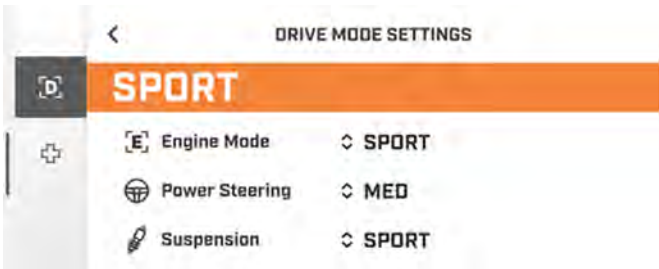 DRIVE MODE SETTINGS
[D]
SPORT
[E] Engine Mode SPORT
Power Steering MED
Suspension SPORT